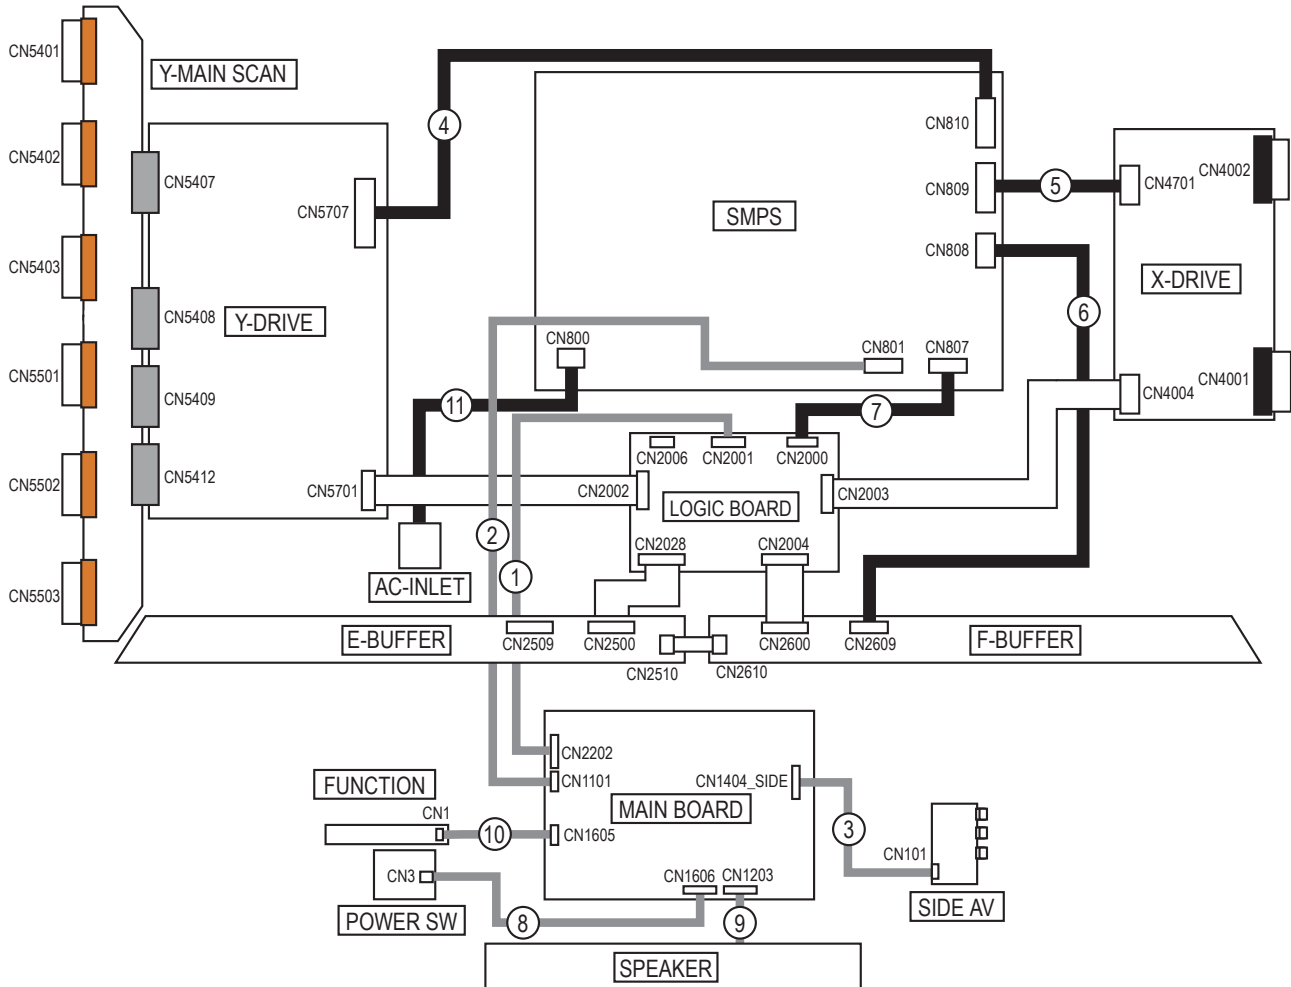 CN5401
Y-MAIN SCAN
4
CN810
CN5402
CN5407
CN5707
SMPS
CN809
5
CN4701
CN4002
CN5403
CN808
X-DRIVE
CN5408
Y-DRIVE
6
CN800
CN801
CN807
CN5501
CN5409
11
7
CN4004
CN4001
CN2006
CN2001
CN2000
CN5502
CN5412
CN5701
CN2002
CN2003
LOGIC BOARD
2
CN2028
CN2004
1
AC-INLET
CN5503
E-BUFFER
CN2509
CN2500
CN2600
CN2609
F-BUFFER
CN2510
CN2610
CN2202
FUNCTION
CN1101
CN1404_SIDE
MAIN BOARD
CN1
10
CN1605
3
CN101
CN3
CN1606
CN1203
POWER SW
8
9
SIDE AV
SPEAKER